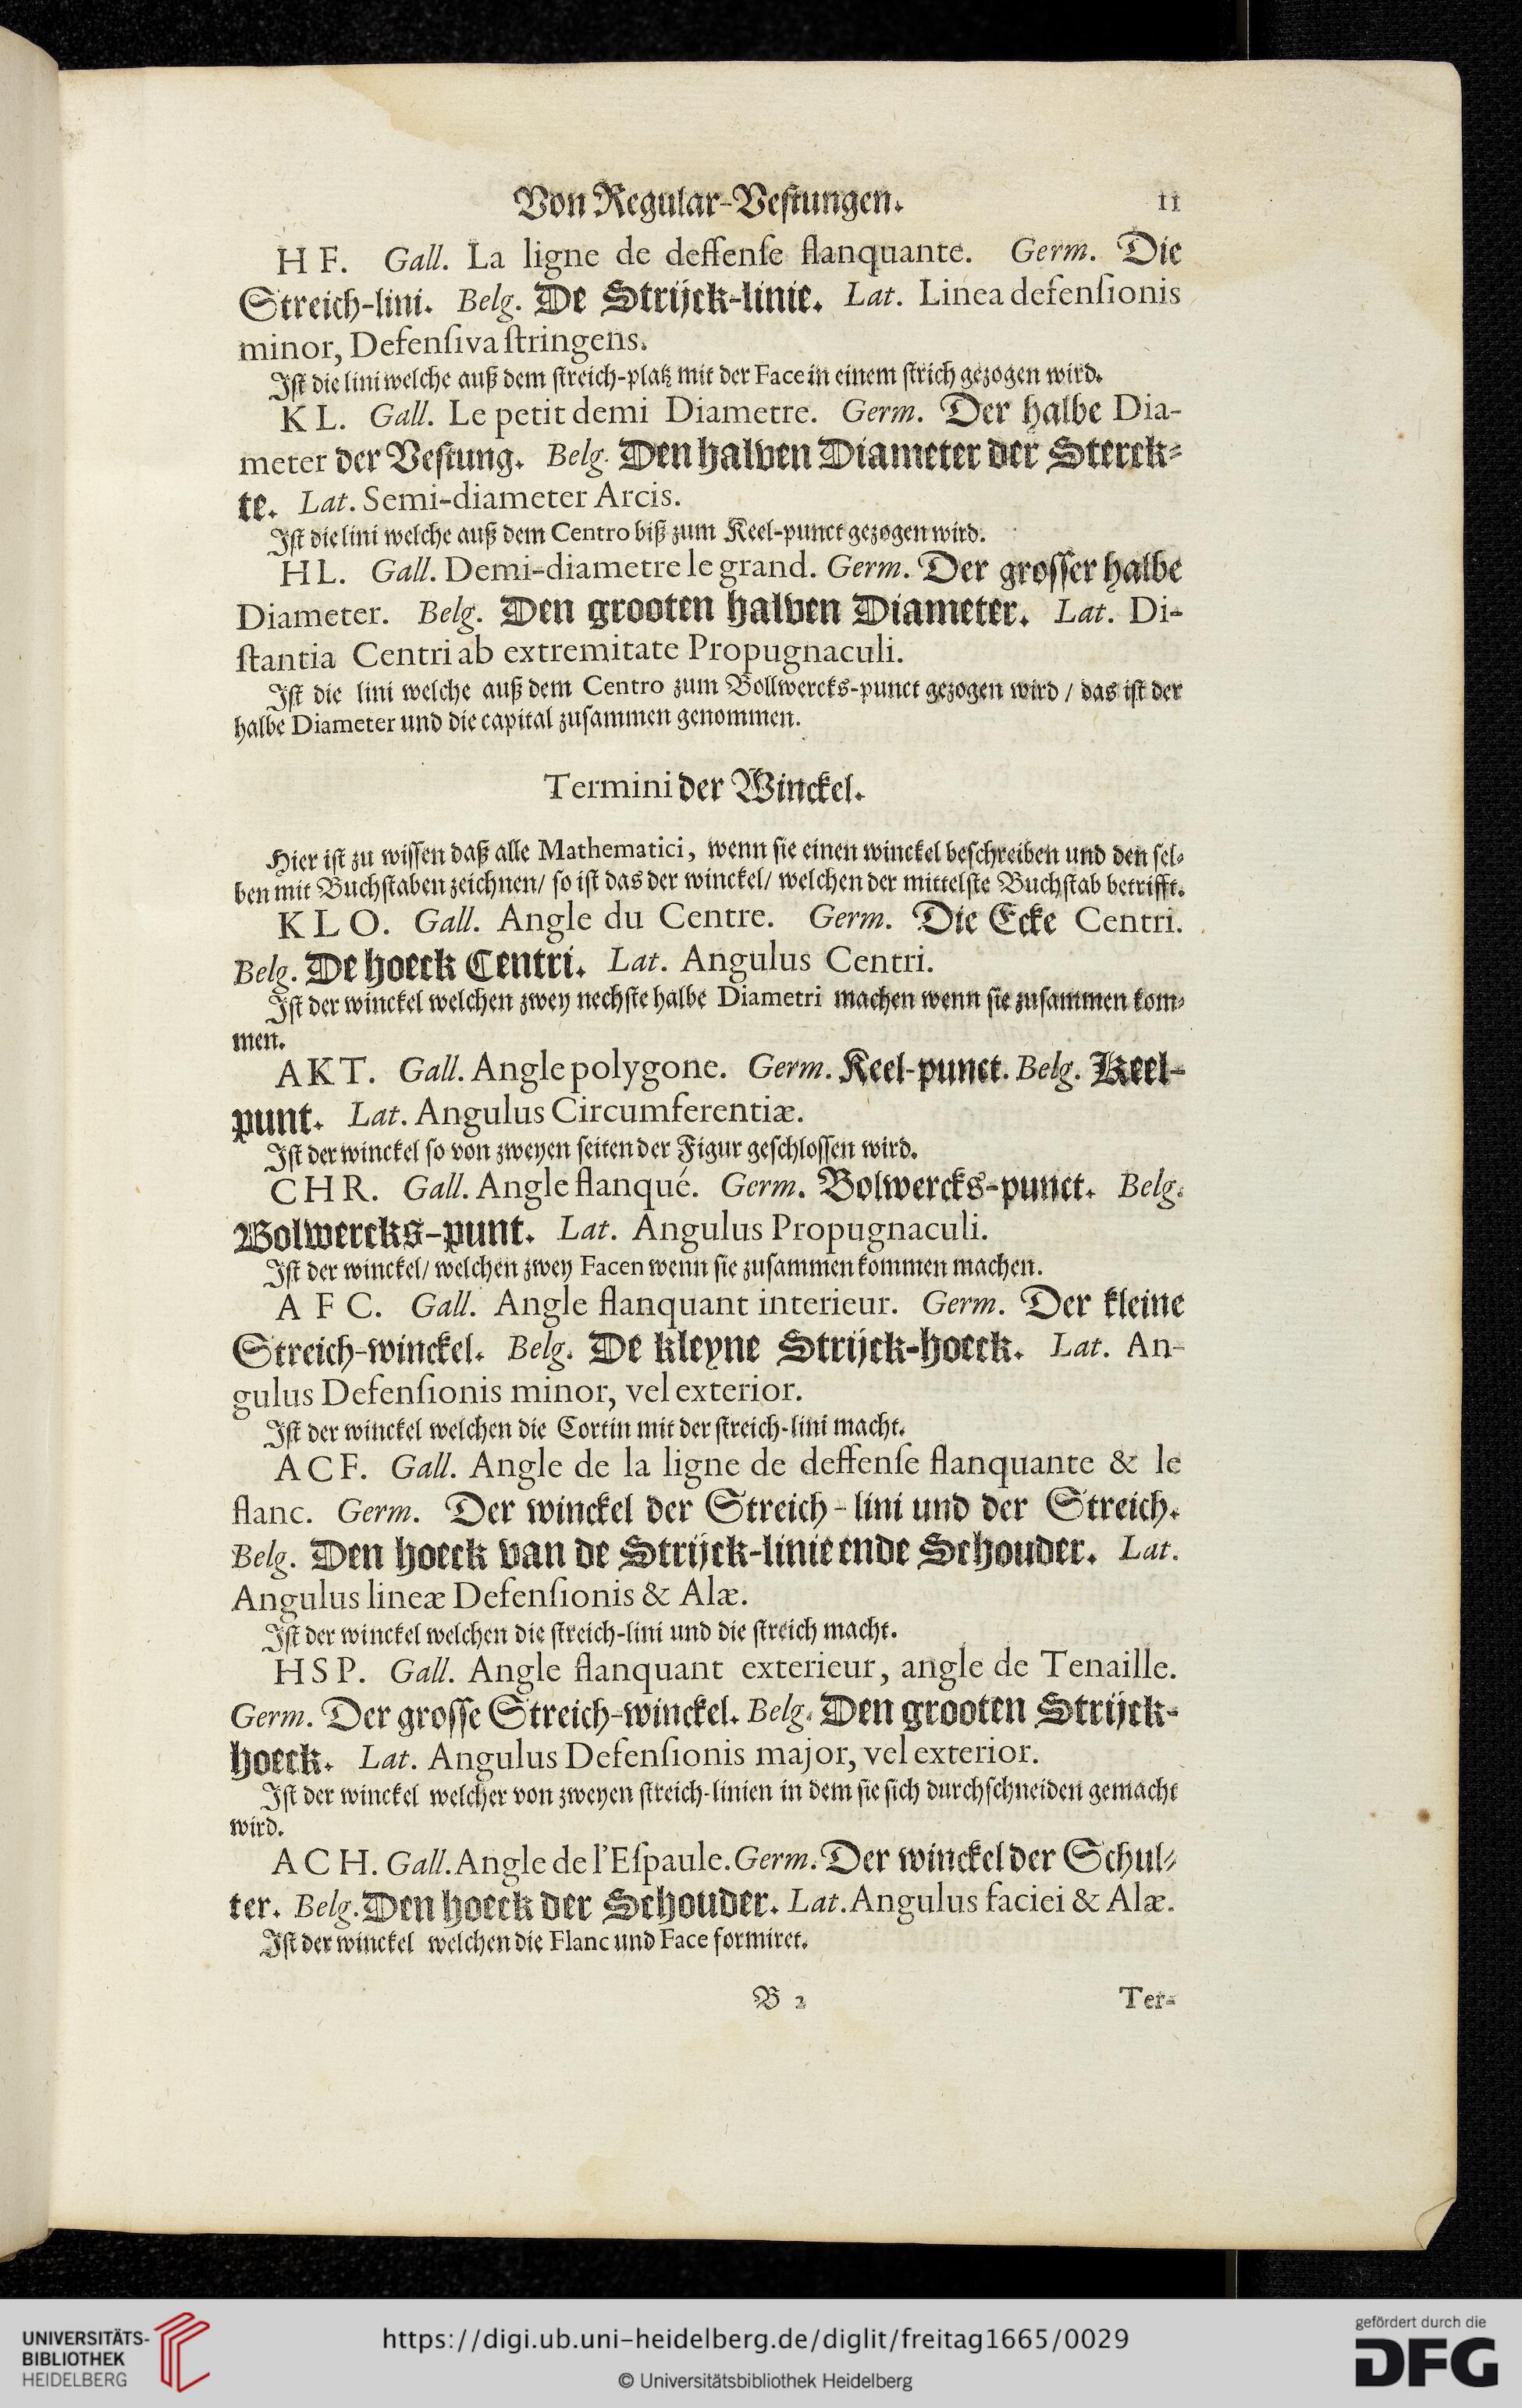 Von Regular-Vestungen. 11
H F. Gall. La ligne de deffenſe flanquante. Germ. Die
Streich-lini. Belg. De Strijck-linie. Lat. Linea defenſionis
minor, Defenſiva ſtringens.
Iſt die lini welche auß dem ſtreich-platz mit der Face in einem ſtrich gezogen wird.
K L. Gall. Le petit demi Diametre. Germ. Der halbe Dia-
meter der Veſtung. Belg. Den halven Diameter der Sterck-
te. Lat. Semi-diameter Arcis.
Iſt die lini welche auß dem Centro biß zum Keel-punct gezogen wird.
H L. Gall. Demi-diametre le grand. Germ. Der groſſer halbe
Diameter. Belg. Den grooten halven Diameter. Lat. Di-
ſtantia Centri ab extremitate Propugnaculi.
Iſt die lini welche auß dem Centro zum Bollwercks-punct gezogen wird / das iſt der
halbe Diameter und die capital zuſammen genommen.
Termini der Winckel.
Hier iſt zu wiſſen daß alle Mathematici, wenn ſie einen winckel beſchreiben und den ſel-
ben mit Buchſtaben zeichnen/ ſo iſt das der winckel/ welchen der mittelſte Buchſtab betrifft.
K L O. Gall. Angle du Centre. Germ. Die Ecke Centri.
Belg. De hoeck Centri. Lat. Angulus Centri.
Iſt der winckel welchen zwey nechſte halbe Diametri machen wenn ſie zuſammen kom-
men.
A K T. Gall. Angle polygone. Germ. Keel-punct. Belg. Keel-
punt. Lat. Angulus Circumferentiæ.
Iſt der winckel ſo von zweyen ſeiten der Figur geſchloſſen wird.
C H R. Gall. Angle flanqué. Germ. Bolwercks-punct. Belg.
Bolwercks-punt. Lat. Angulus Propugnaculi.
Iſt der winckel/ welchen zwey Facen wenn ſie zuſammen kommen machen.
A F C. Gall. Angle flanquant interieur. Germ. Der kleine
Streich-winckel. Belg. De kleyne Strijck-hoeck. Lat. An-
gulus Defenſionis minor, vel exterior.
Iſt der winckel welchen die Cortin mit der ſtreich-lini macht.
A C F. Gall. Angle de la ligne de deffenſe flanquante & le
flanc. Germ. Der winckel der Streich-lini und der Streich.
Belg. Den hoeck van de Strijck-linie ende Schouder. Lat.
Angulus lineæ Defenſionis & Alæ.
Iſt der winckel welchen die ſtreich-lini und die ſtreich macht.
H S P. Gall. Angle flanquant exterieur, angle de Tenaille.
Germ. Der groſſe Streich-winckel. Belg. Den grooten Strijck-
hoeck. Lat. Angulus Defenſionis major, vel exterior.
Iſt der winckel welcher von zweyen ſtreich-linien in dem ſie ſich durchſchneiden gemacht
wird.
A C H. Gall. Angle de l'Eſpaule. Germ. Der winckel der Schul-
ter. Belg. Den hoeck der Schouder. Lat. Angulus faciei & Alæ.
Iſt der winckel welchen die Flanc und Face formiret.
B 2 Ter-
UNIVERSITÄTS-
BIBLIOTHEK
HEIDELBERG
https://digi.ub.uni-heidelberg.de/diglit/freitag1665/0029
© Universitätsbibliothek Heidelberg
gefördert durch die
DFG